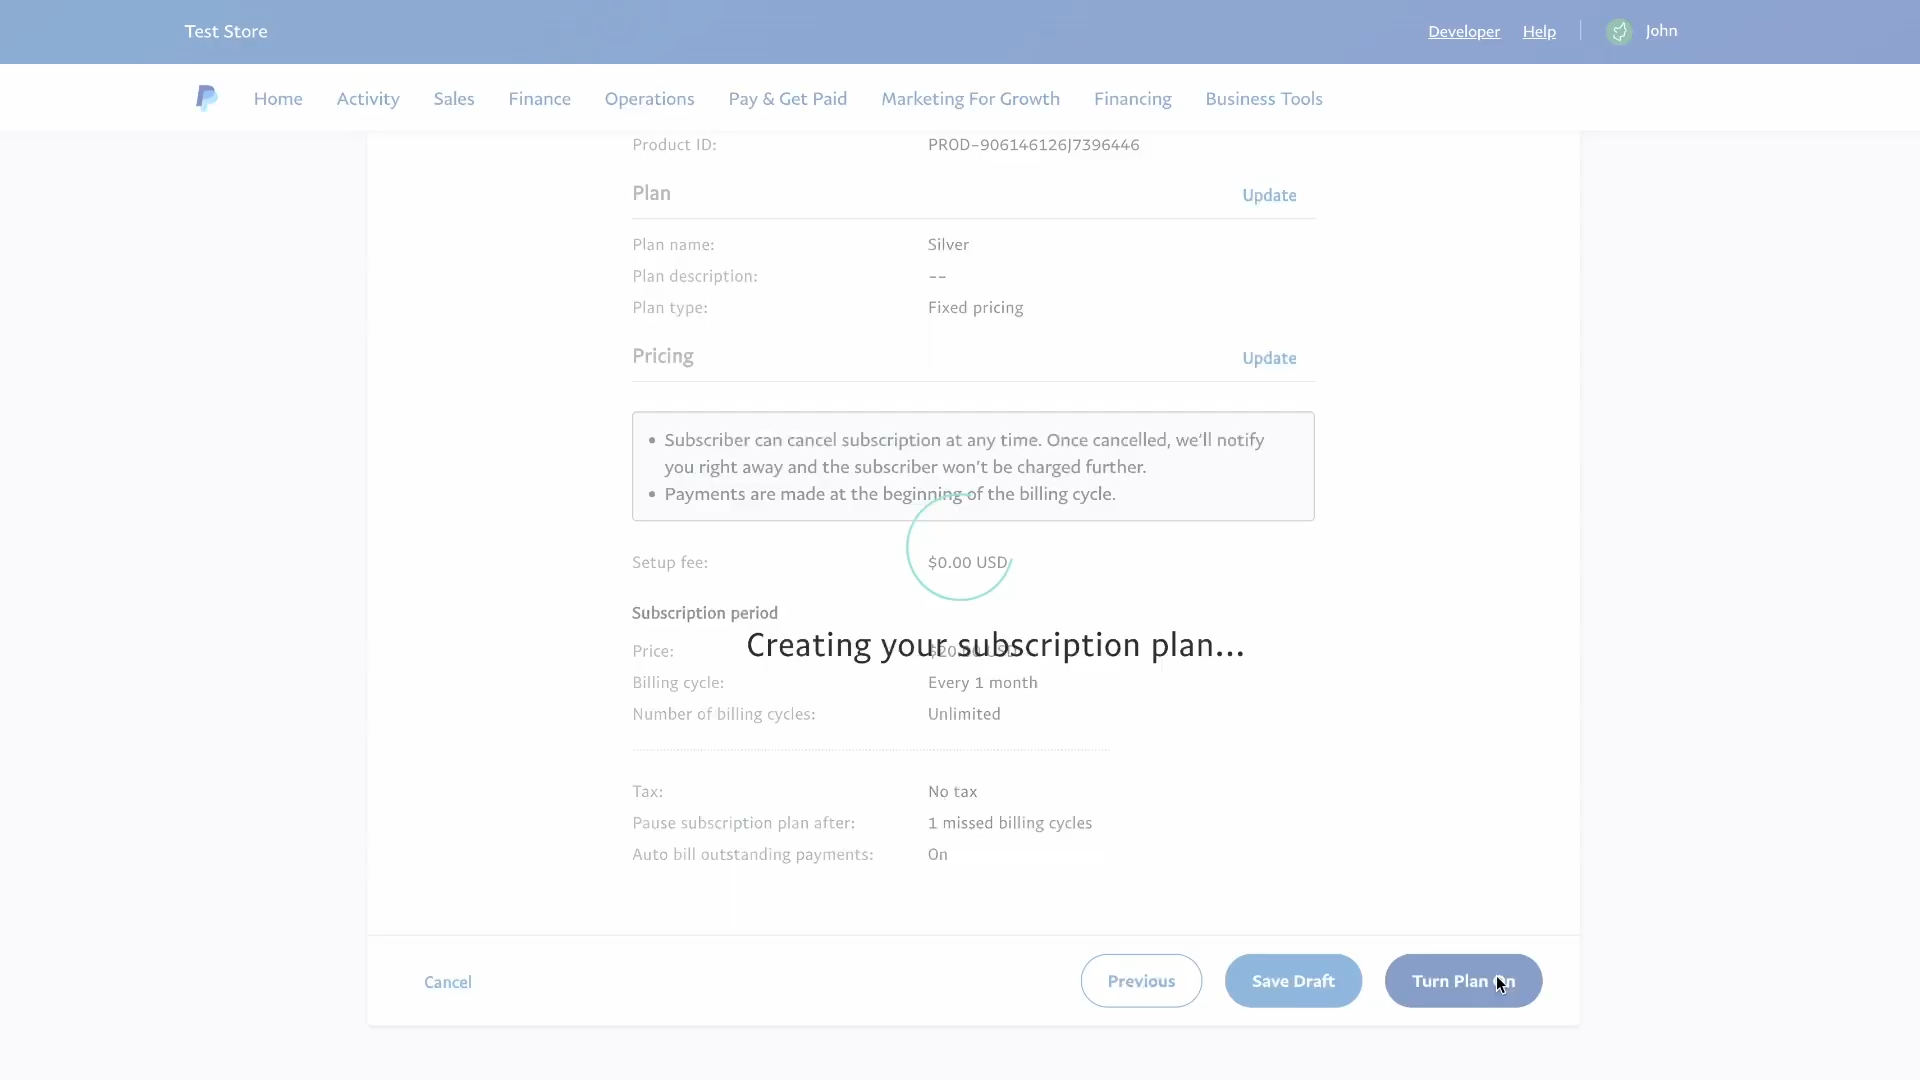 Test Store
Developer Help John
Home Activity Sales Finance Operations Pay & Get Paid Marketing For Growth Financing Business Tools
Product ID: PROD-906146126J7396446
Plan Update
Plan name: Silver
Plan description: --
Plan type: Fixed pricing
Pricing Update
• Subscriber can cancel subscription at any time. Once cancelled, we'll notify
you right away and the subscriber won't be charged further.
• Payments are made at the beginning of the billing cycle.
Setup fee: $0.00 USD
Subscription period
Creating your subscription plan...
Price: $20.00 USD
Billing cycle: Every 1 month
Number of billing cycles: Unlimited
Tax: No tax
Pause subscription plan after: 1 missed billing cycles
Auto bill outstanding payments: On
Cancel Previous Save Draft Turn Plan On